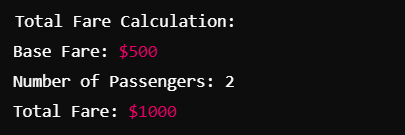 Total Fare Calculation:
Base Fare: $500
Number of Passengers: 2
Total Fare: $1000